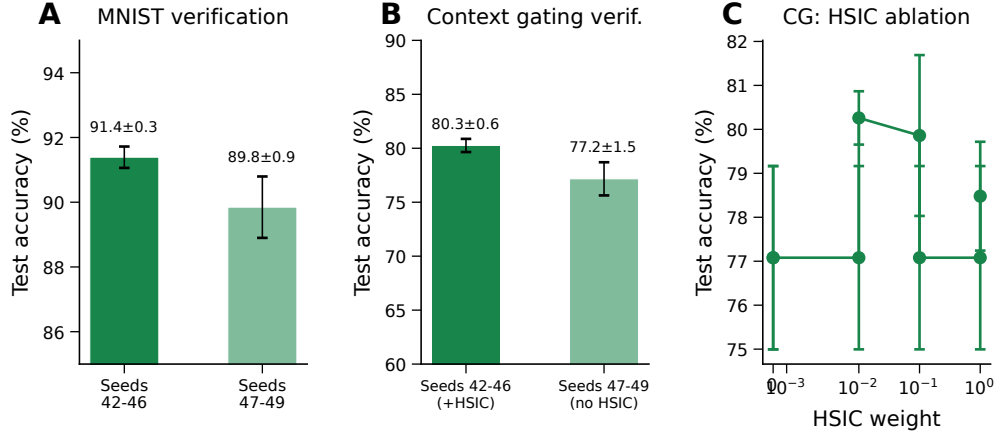 A MNIST verification
Test accuracy (%)
94
92
90
88
86
91.4±0.3
89.8±0.9
Seeds
42-46
Seeds
47-49
B Context gating verif.
Test accuracy (%)
90
85
80
75
70
65
60
80.3±0.6
77.2±1.5
Seeds 42-46
(+HSIC)
Seeds 47-49
(no HSIC)
C CG: HSIC ablation
Test accuracy (%)
82
81
80
79
78
77
76
75
0
10⁻³
10⁻²
10⁻¹
10⁰
HSIC weight